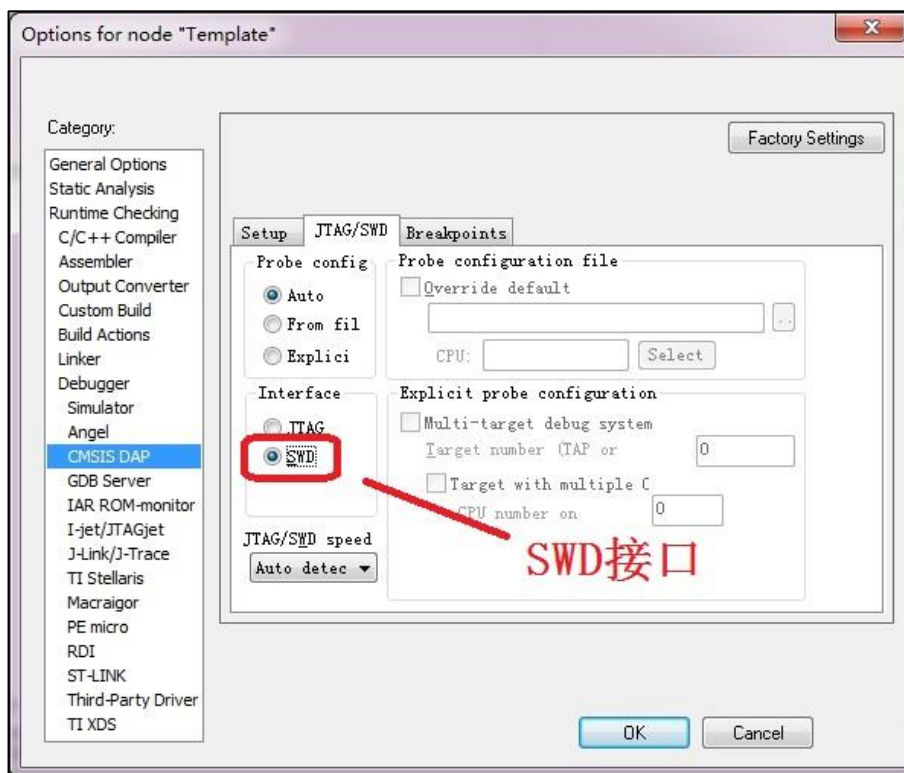 Options for node "Template"
Category:
Factory Settings
General Options
Static Analysis
Runtime Checking
C/C++ Compiler
Assembler
Output Converter
Custom Build
Build Actions
Linker
Debugger
Simulator
Angel
CMSIS DAP
GDB Server
IAR ROM-monitor
I-jet/JTAGjet
J-Link/J-Trace
TI Stellaris
Macraigor
PE micro
RDI
ST-LINK
Third-Party Driver
TI XDS
Setup JTAG/SWD Breakpoints
Probe config
Auto
From fil
Explici
Probe configuration file
Override default
..
CPU: Select
Interface
JTAG
SWD
Explicit probe configuration
Multi-target debug system
Target number (TAP or 0
Target with multiple C
CPU number on 0
JTAG/SWD speed
Auto detec
SWD接口
OK Cancel